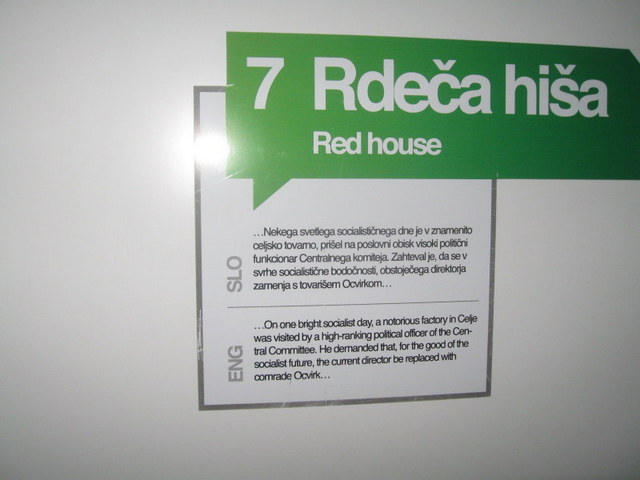 7 Rdeča hiša
Red house
SLO
...Nekega svetlega socialističnega dne je v znamenito
celjsko tovarno, prišel na poslovni obisk visoki politični
funkcionar Centralnega komiteja. Zahteval je, da se v
svrhe socialistične bodočnosti, obstoječega direktorja
zamenja s tovarišem Ocvirkom...
ENG
...On one bright socialist day, a notorious factory in Celje
was visited by a high-ranking political officer of the Cen-
tral Committee. He demanded that, for the good of the
socialist future, the current director be replaced with
comrade Ocvirk...